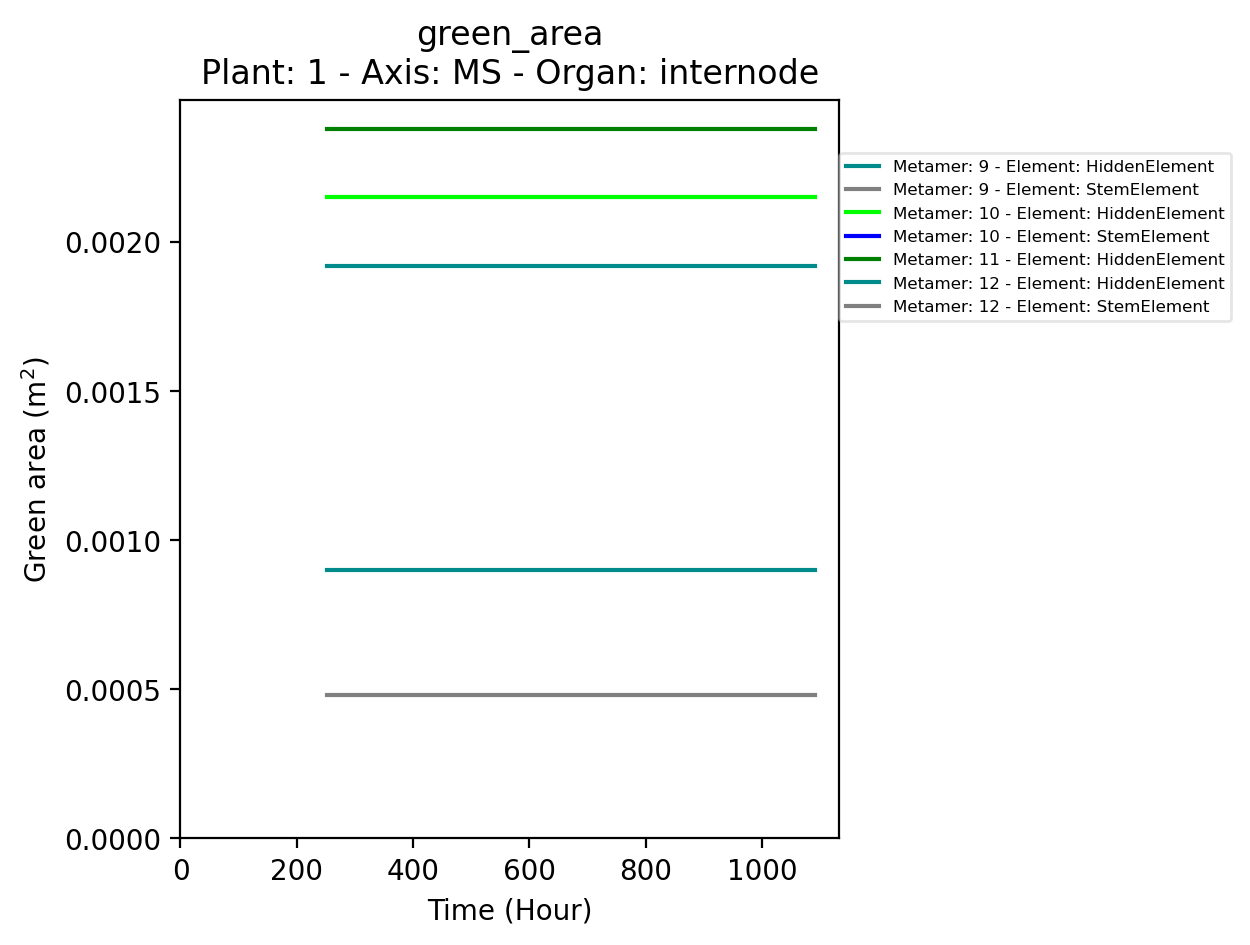 green_area
Plant: 1 - Axis: MS - Organ: internode
Metamer: 9 - Element: HiddenElement
Metamer: 9 - Element: StemElement
Metamer: 10 - Element: HiddenElement
Metamer: 10 - Element: StemElement
Metamer: 11 - Element: HiddenElement
Metamer: 12 - Element: HiddenElement
Metamer: 12 - Element: StemElement
Green area (m²)
0.0020
0.0015
0.0010
0.0005
0.0000
0 200 400 600 800 1000
Time (Hour)